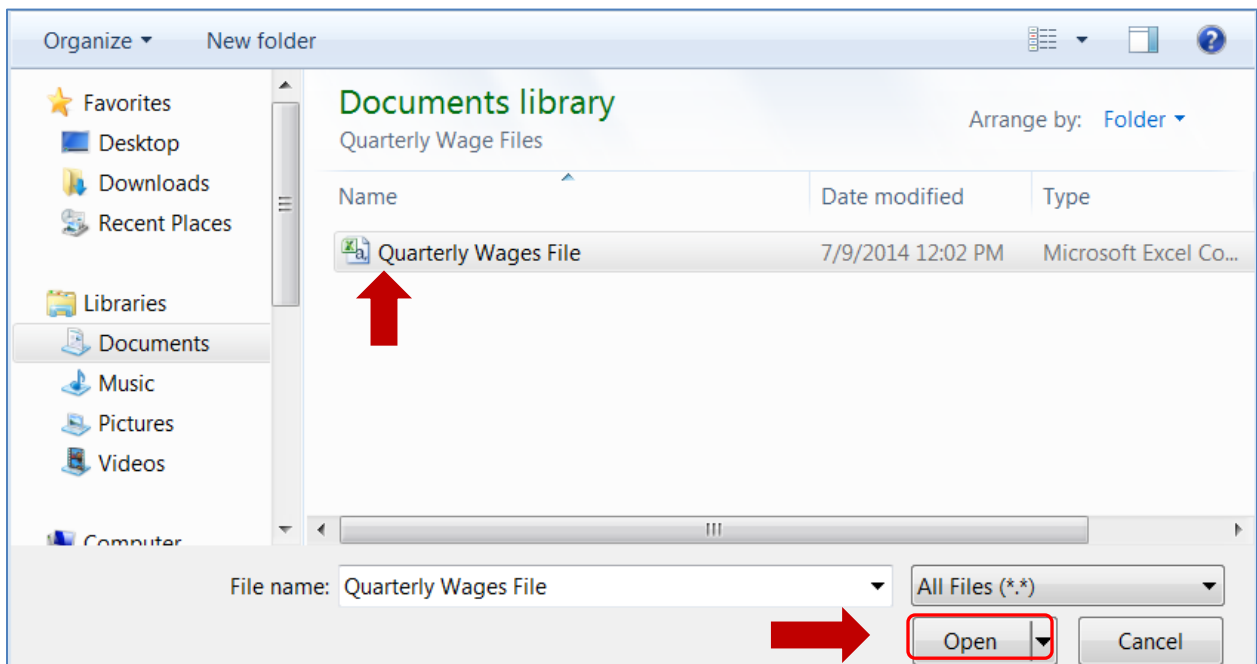 Organize New folder
Favorites
Desktop
Downloads
Recent Places
Libraries
Documents
Music
Pictures
Videos
Computer
Documents library
Quarterly Wage Files
Arrange by: Folder
Name Date modified Type
Quarterly Wages File 7/9/2014 12:02 PM Microsoft Excel Co...
File name: Quarterly Wages File All Files (*.*)
Open Cancel